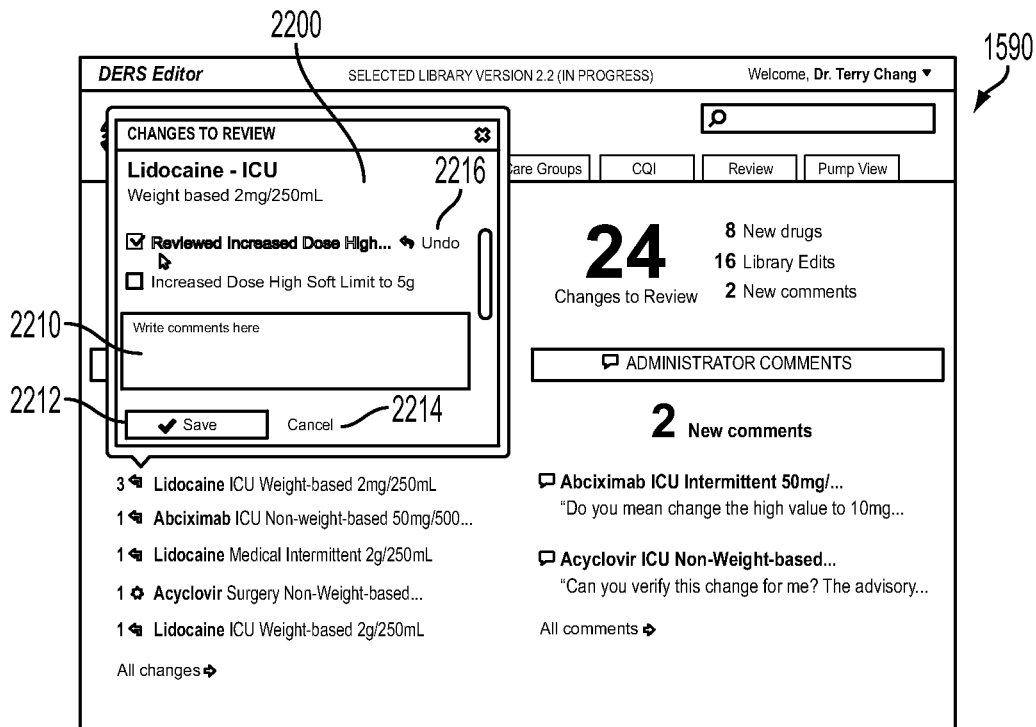 2200
1590
DERS Editor
SELECTED LIBRARY VERSION 2.2 (IN PROGRESS)
Welcome, Dr. Terry Chang
CHANGES TO REVIEW
Lidocaine - ICU
2216
Weight based 2mg/250mL
Care Groups
CQI
Review
Pump View
Reviewed Increased Dose High... Undo
Increased Dose High Soft Limit to 5g
24
Changes to Review
8 New drugs
16 Library Edits
2 New comments
2210
Write comments here
ADMINISTRATOR COMMENTS
2212
Save
Cancel
2214
2 New comments
3 Lidocaine ICU Weight-based 2mg/250mL
1 Abciximab ICU Non-weight-based 50mg/500...
1 Lidocaine Medical Intermittent 2g/250mL
1 Acyclovir Surgery Non-Weight-based...
1 Lidocaine ICU Weight-based 2g/250mL
All changes
Abciximab ICU Intermittent 50mg/...
“Do you mean change the high value to 10mg...
Acyclovir ICU Non-Weight-based...
“Can you verify this change for me? The advisory...
All comments